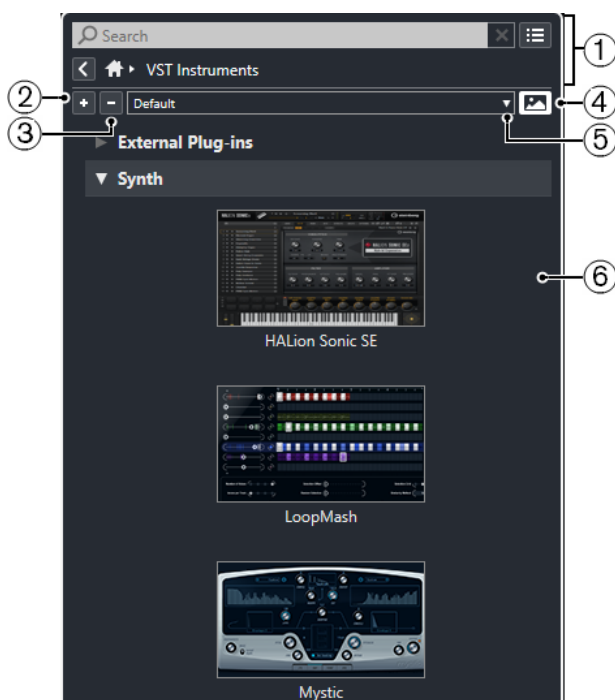 Search
VST Instruments
Default
External Plug-ins
Synth
HALion Sonic SE
LoopMash
Mystic
1
2
3
4
5
6